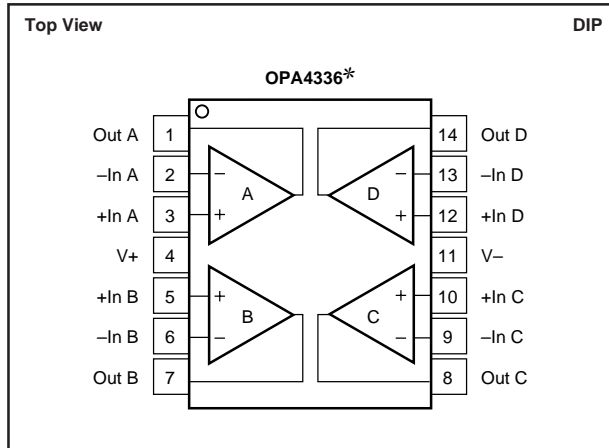 Top View DIP
OPA4336*
Out A 1 14 Out D
–In A 2 – – 13 –In D
A D
+In A 3 + + 12 +In D
V+ 4 11 V–
+In B 5 + + 10 +In C
B C
–In B 6 – – 9 –In C
Out B 7 8 Out C